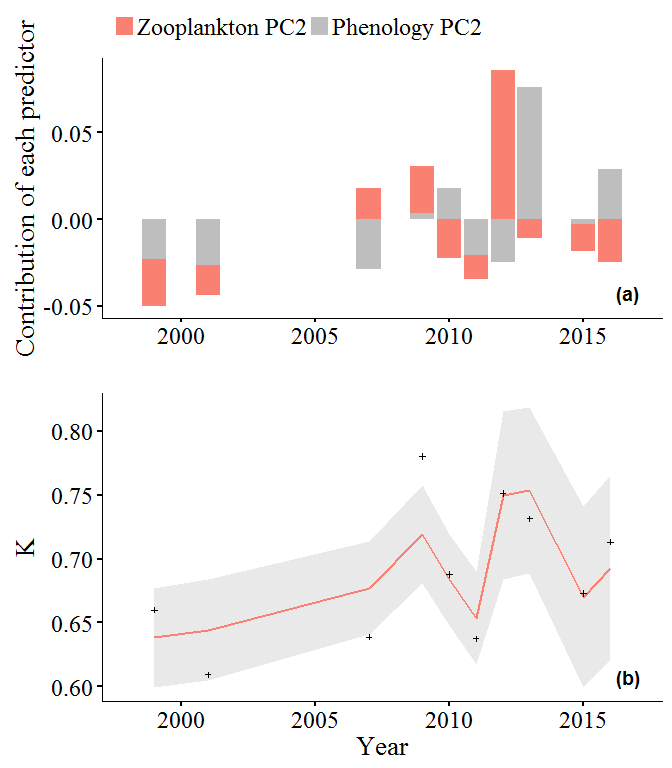 Zooplankton PC2 Phenology PC2
Contribution of each predictor
0.05
0.00
-0.05
(a)
2000 2005 2010 2015
K
0.80
0.75
0.70
0.65
0.60
(b)
2000 2005 2010 2015
Year